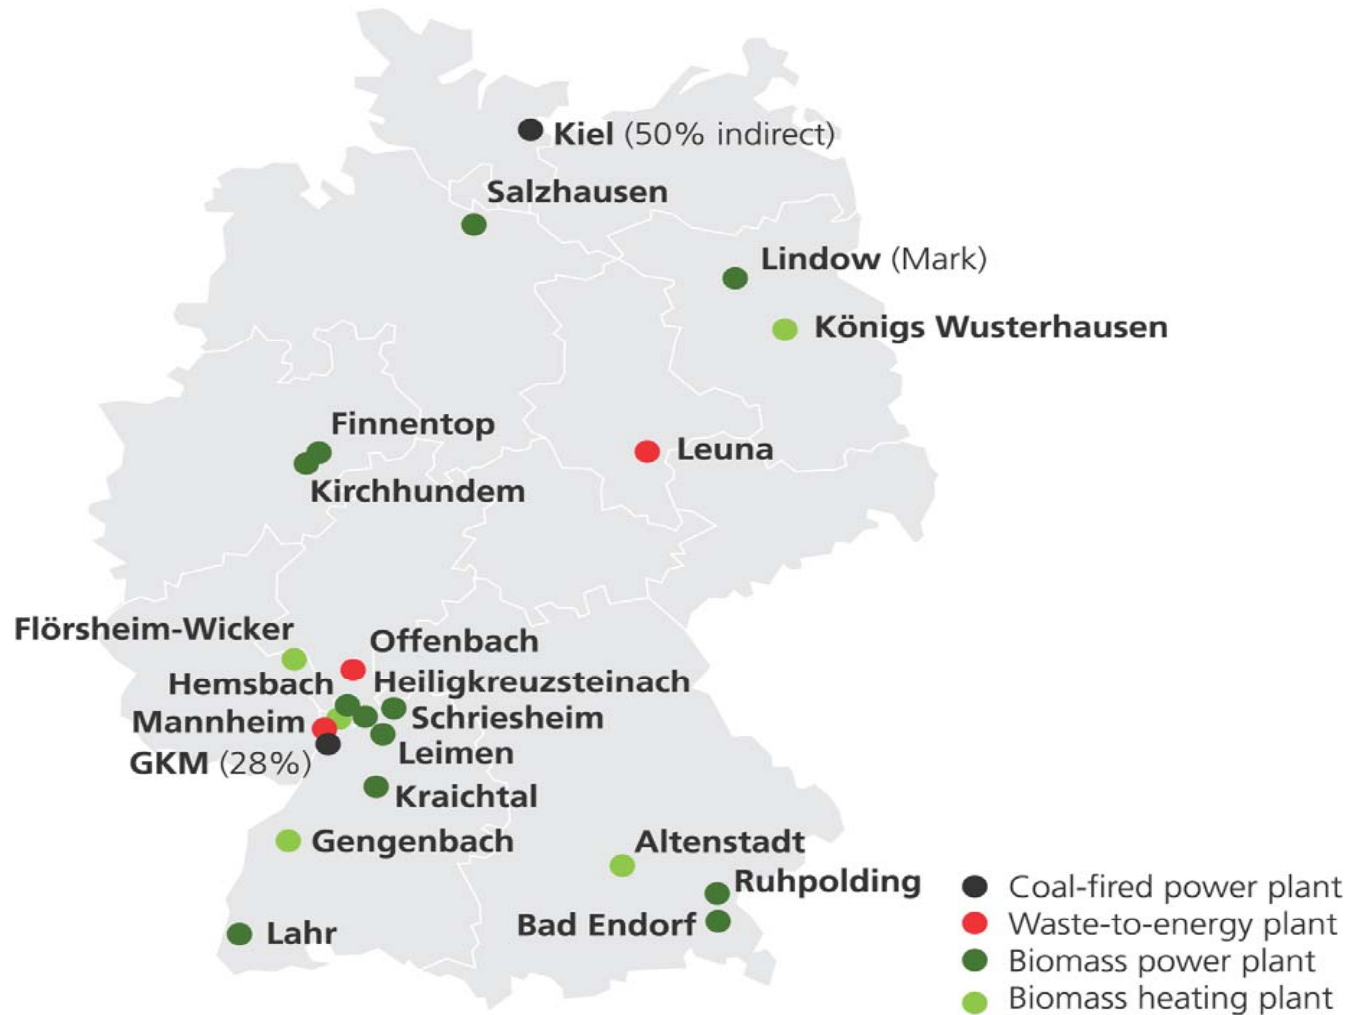 Kiel (50% indirect)
Salzhausen
Lindow (Mark)
Königs Wusterhausen
Finnentop
Leuna
Kirchhundem
Flörsheim-Wicker
Offenbach
Hemsbach
Heiligkreuzsteinach
Mannheim
Schriesheim
GKM (28%)
Leimen
Kraichtal
Gengenbach
Altenstadt
Ruhpolding
Bad Endorf
Lahr
Coal-fired power plant
Waste-to-energy plant
Biomass power plant
Biomass heating plant